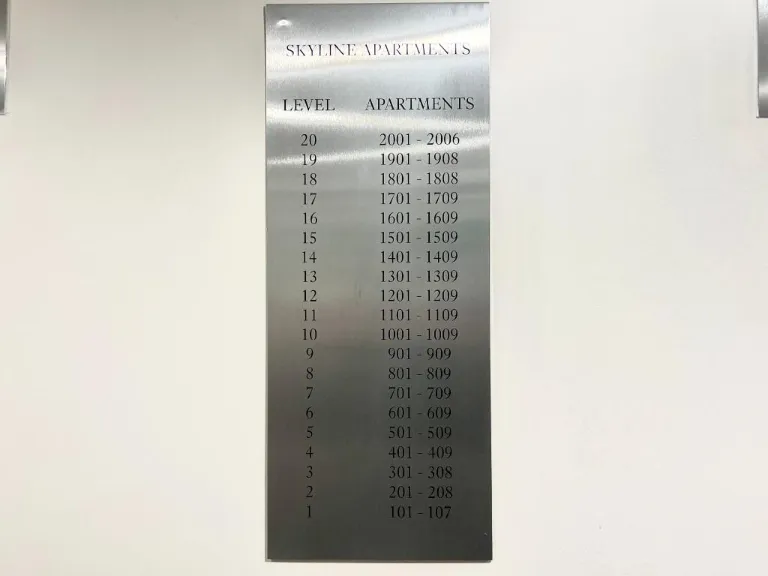 SKYLINE APARTMENTS
LEVEL APARTMENTS
20 2001 - 2006
19 1901 - 1908
18 1801 - 1808
17 1701 - 1709
16 1601 - 1609
15 1501 - 1509
14 1401 - 1409
13 1301 - 1309
12 1201 - 1209
11 1101 - 1109
10 1001 - 1009
9 901 - 909
8 801 - 809
7 701 - 709
6 601 - 609
5 501 - 509
4 401 - 409
3 301 - 308
2 201 - 208
1 101 - 107